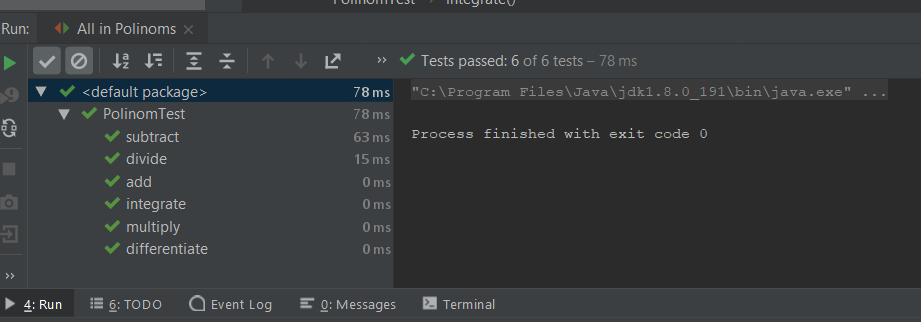 PolinomTest integrate()
Run: All in Polinoms
Tests passed: 6 of 6 tests – 78 ms
<default package> 78 ms
PolinomTest 78 ms
subtract 63 ms
divide 15 ms
add 0 ms
integrate 0 ms
multiply 0 ms
differentiate 0 ms
"C:\Program Files\Java\jdk1.8.0_191\bin\java.exe" ...
Process finished with exit code 0
4: Run 6: TODO Event Log 0: Messages Terminal